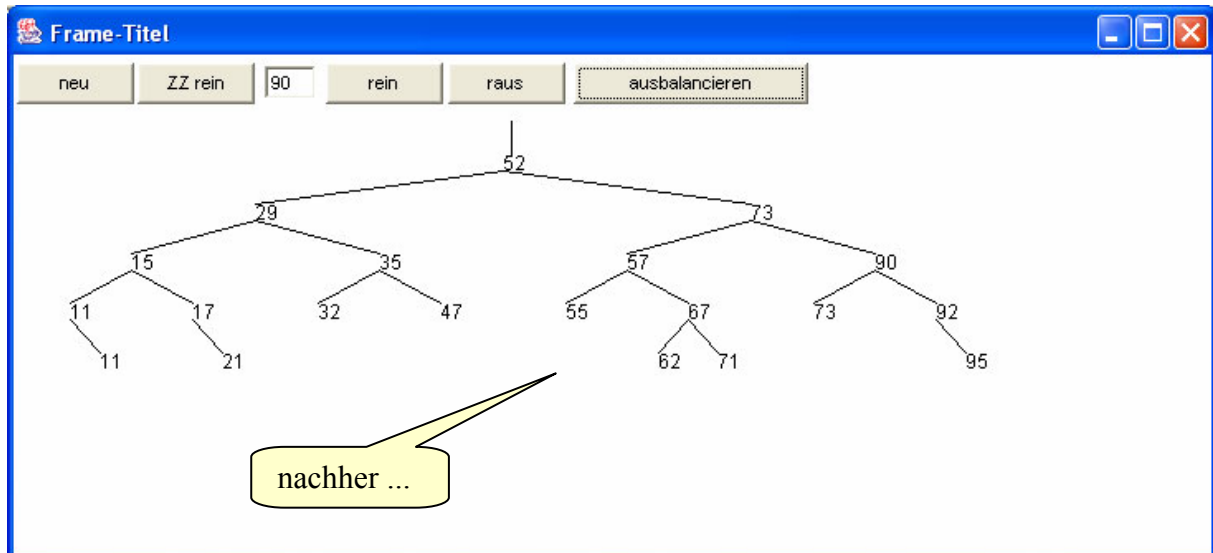 Frame-Titel
neu ZZ rein 90 rein raus ausbalancieren
52
29 73
15 35 57 90
11 17 32 47 55 67 73 92
11 21 62 71 95
nachher ...